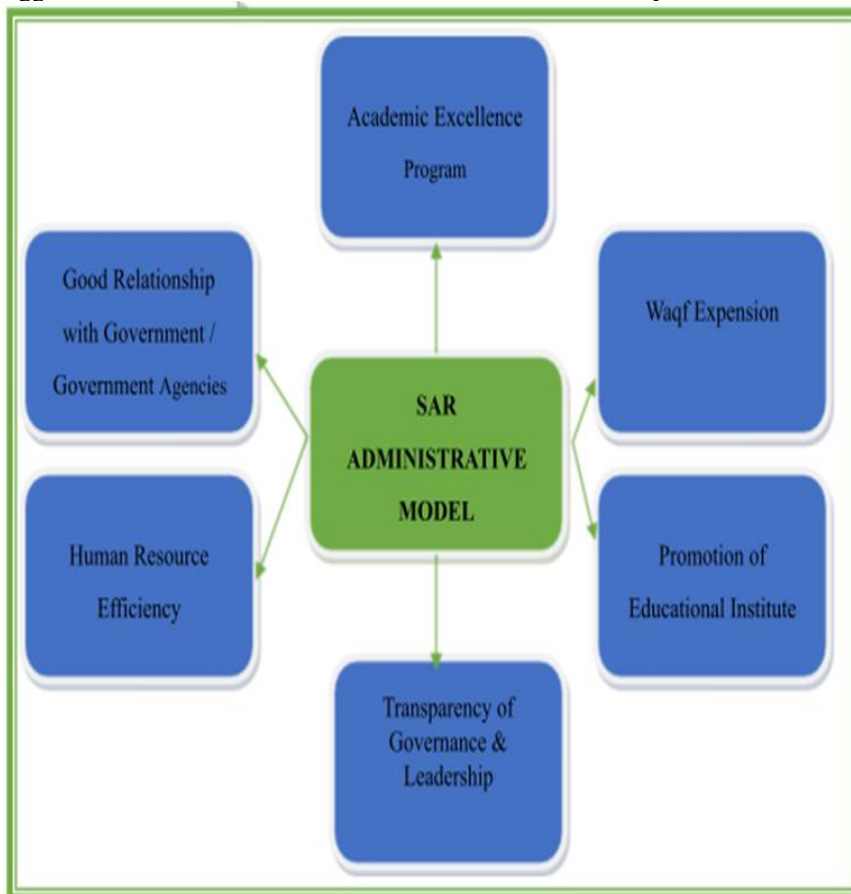 Academic Excellence
Program
Good Relationship
with Government /
Government Agencies
Waqf Expension
SAR
ADMINISTRATIVE
MODEL
Human Resource
Efficiency
Promotion of
Educational Institute
Transparency of
Governance &
Leadership